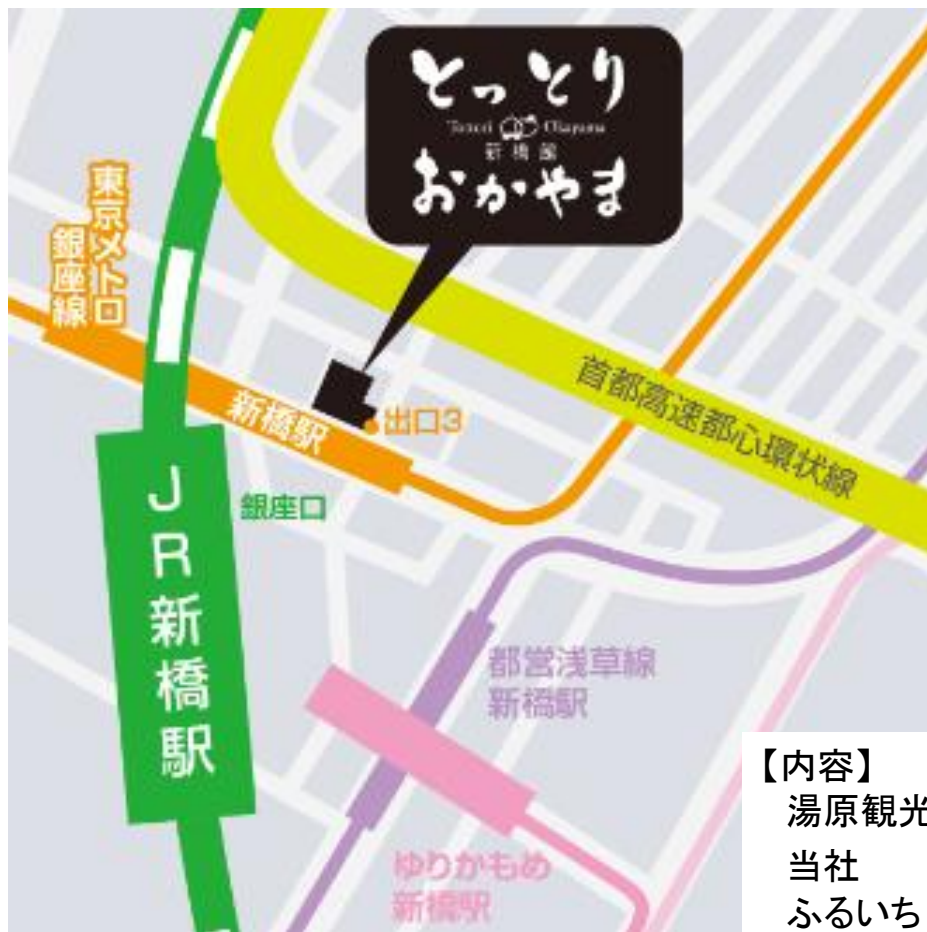 とっとり
Tottori Okayama
新橋館
おかやま
東京メトロ
銀座線
新橋駅
出口3
首都高速都心環状線
銀座口
JR新橋駅
都営浅草線
新橋駅
ゆりかもめ
新橋駅
【内容】
湯原観光
当社
ふるいち